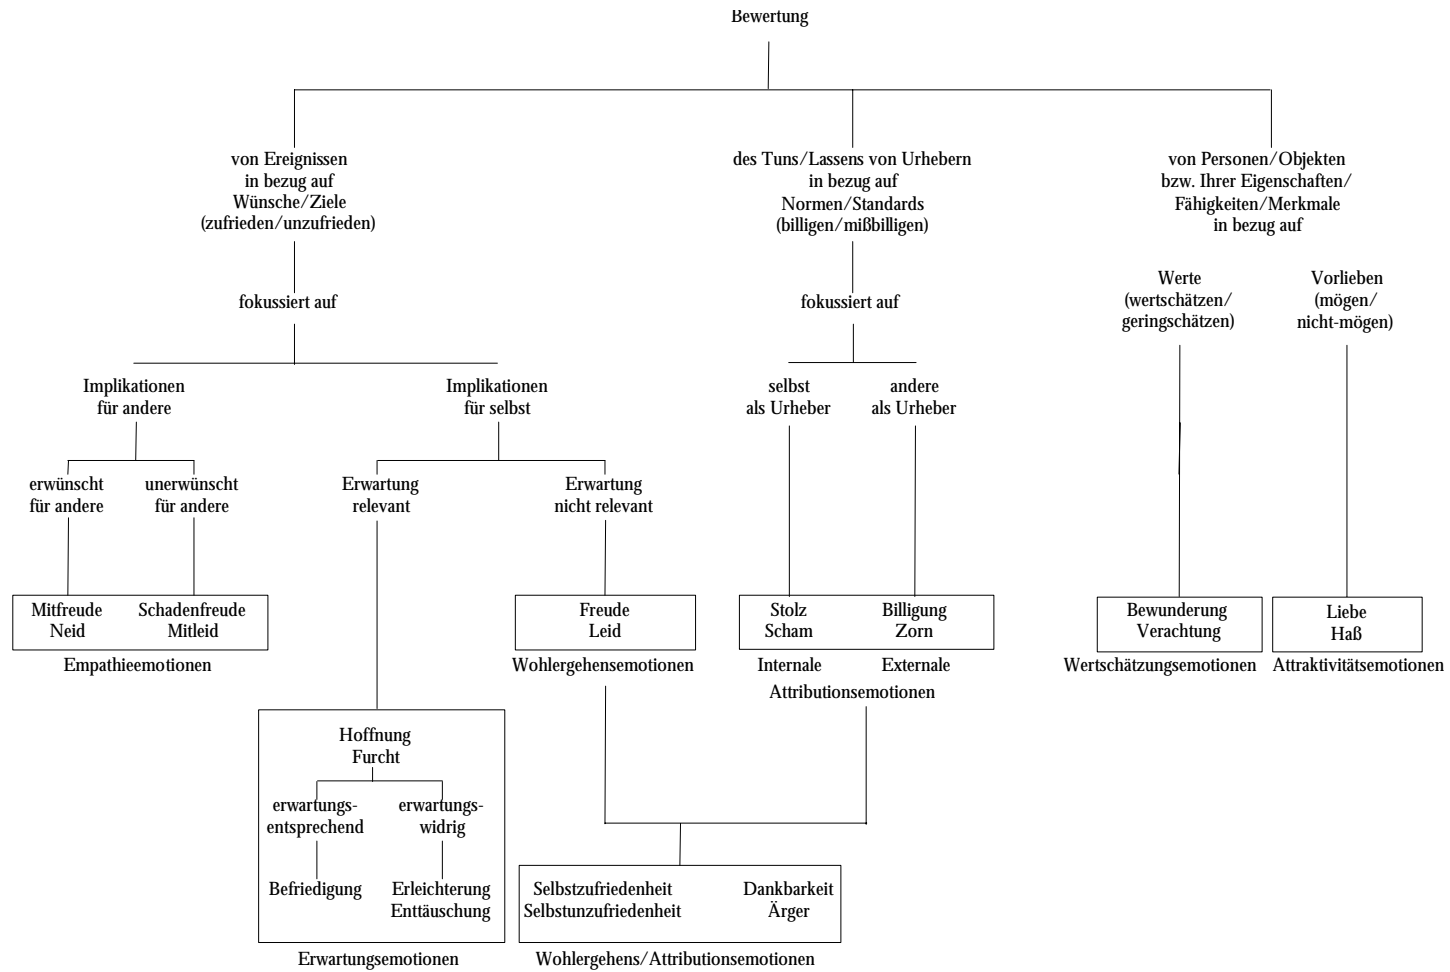 Bewertung
von Ereignissen
in bezug auf
Wünsche/Ziele
(zufrieden/unzufrieden)
des Tuns/Lassens von Urhebern
in bezug auf
Normen/Standards
(billigen/mißbilligen)
von Personen/Objekten
bzw. Ihrer Eigenschaften/
Fähigkeiten/Merkmale
in bezug auf
fokussiert auf
fokussiert auf
Werte
(wertschätzen/
geringschätzen)
Vorlieben
(mögen/
nicht-mögen)
Implikationen
für andere
Implikationen
für selbst
selbst
als Urheber
andere
als Urheber
erwünscht
für andere
unerwünscht
für andere
Erwartung
relevant
Erwartung
nicht relevant
Mitfreude
Neid
Schadenfreude
Mitleid
Empathieemotionen
Freude
Leid
Wohlergehensemotionen
Stolz
Scham
Billigung
Zorn
Internale
Externale
Attributionsemotionen
Bewunderung
Verachtung
Wertschätzungsemotionen
Liebe
Haß
Attraktivitätsemotionen
Hoffnung
Furcht
erwartungs-
entsprechend
erwartungs-
widrig
Befriedigung
Erleichterung
Enttäuschung
Erwartungsemotionen
Selbstzufriedenheit
Selbstunzufriedenheit
Dankbarkeit
Ärger
Wohlergehens/Attributionsemotionen